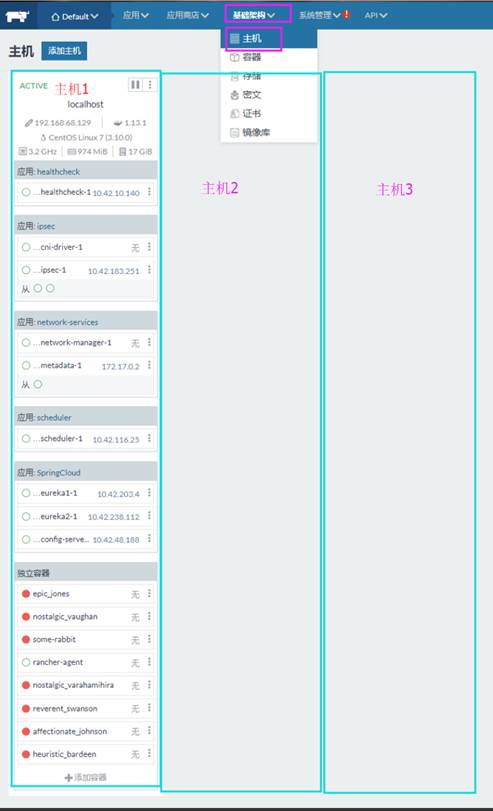 Default 应用 应用商店 基础架构 系统管理 ! API
主机 添加主机
主机
容器
存储
密文
证书
镜像库
ACTIVE 主机1
localhost
192.168.68.129 1.13.1
CentOS Linux 7 (3.10.0)
3.2 GHz 974 MiB 17 GiB
应用: healthcheck
...healthcheck-1 10.42.10.140
应用: ipsec
...cni-driver-1 无
...ipsec-1 10.42.183.251
从
应用: network-services
...network-manager-1 无
...metadata-1 172.17.0.2
从
应用: scheduler
...scheduler-1 10.42.116.25
应用: SpringCloud
...eureka1-1 10.42.203.4
...eureka2-1 10.42.238.112
...config-serve... 10.42.48.188
独立容器
epic_jones 无
nostalgic_vaughan 无
some-rabbit 无
rancher-agent 无
nostalgic_varahamihira 无
reverent_swanson 无
affectionate_johnson 无
heuristic_bardeen 无
添加容器
主机2
主机3